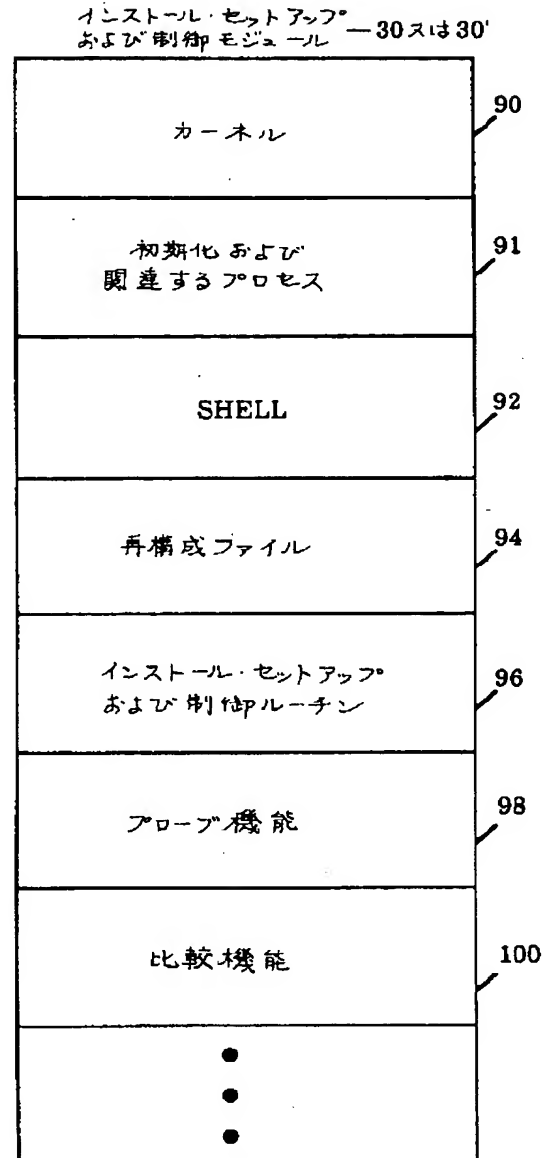 インストール・セットアップ
および制御モジュール — 30又は30'
カーネル
90
初期化および
関連するプロセス
91
SHELL
92
再構成ファイル
94
インストール・セットアップ
および制御ルーチン
96
プローブ機能
98
比較機能
100